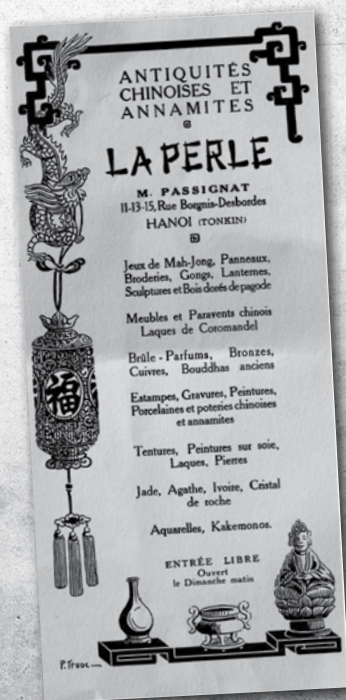 ANTIQUITÉS
CHINOISES ET
ANNAMITES
LA PERLE
M. PASSIGNAT
11-13-15, Rue Borgnis-Desbordes
HANOI (TONKIN)
Jeux de Mah-Jong, Panneaux,
Broderies, Gongs, Lanternes,
Sculptures et Bois dorés de pagode
Meubles et Paravents chinois
Laques de Coromandel
Brûle-Parfums, Bronzes,
Cuivres, Bouddhas anciens
Estampes, Gravures, Peintures,
Porcelaines et poteries chinoises
et annamites
Tentures, Peintures sur soie,
Laques, Pierres
Jade, Agathe, Ivoire, Cristal
de roche
Aquarelles, Kakemonos.
ENTRÉE LIBRE
Ouvert
le Dimanche matin
福